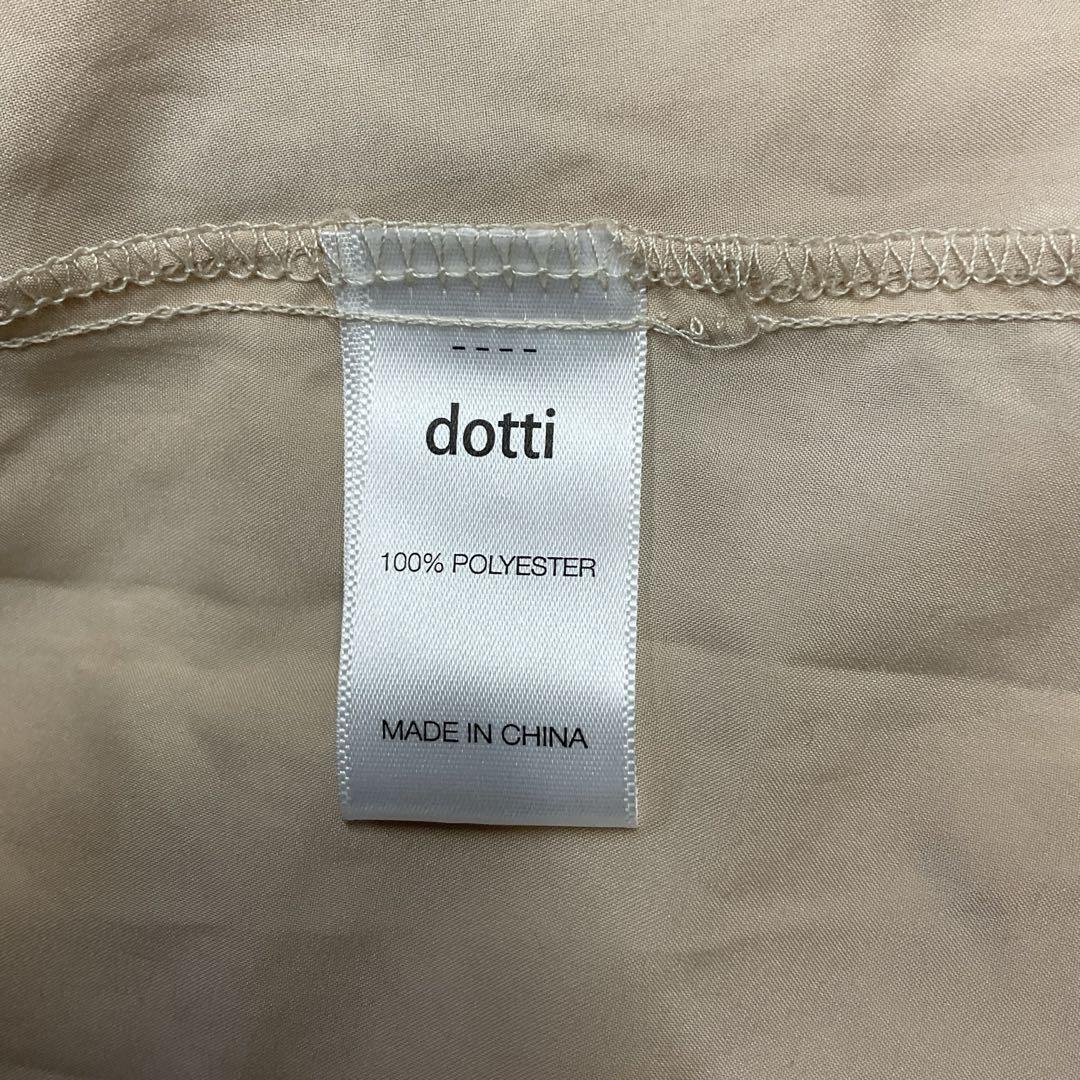 dotti
100% POLYESTER
MADE IN CHINA